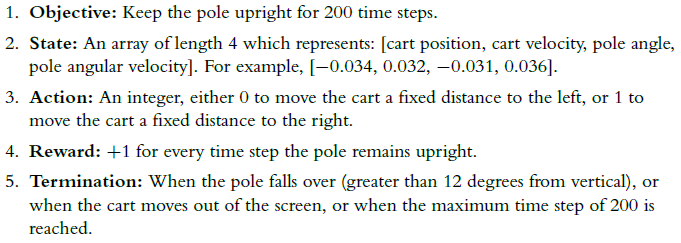 1. Objective: Keep the pole upright for 200 time steps.
2. State: An array of length 4 which represents: [cart position, cart velocity, pole angle,
pole angular velocity]. For example, [−0.034, 0.032, −0.031, 0.036].
3. Action: An integer, either 0 to move the cart a fixed distance to the left, or 1 to
move the cart a fixed distance to the right.
4. Reward: +1 for every time step the pole remains upright.
5. Termination: When the pole falls over (greater than 12 degrees from vertical), or
when the cart moves out of the screen, or when the maximum time step of 200 is
reached.